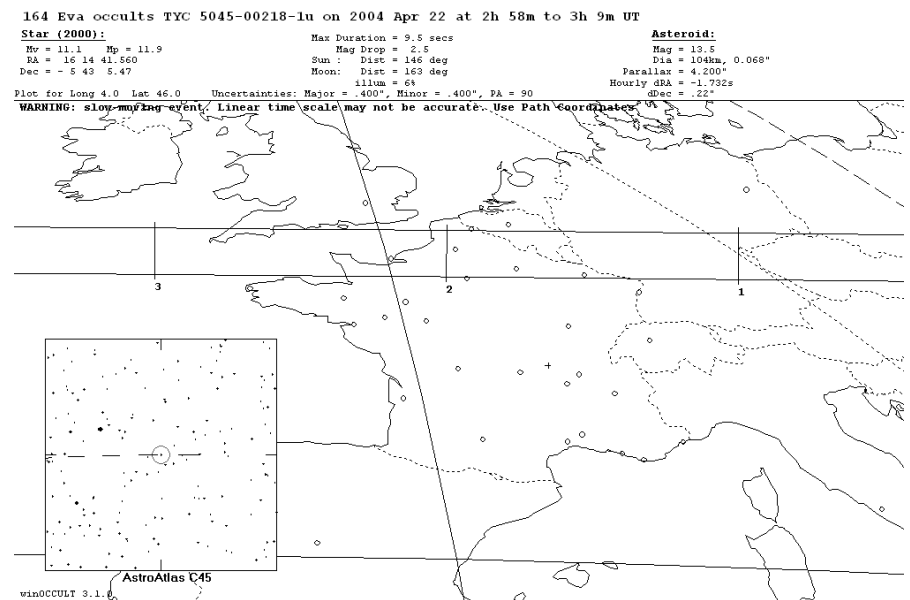 164 Eva occults TYC 5045-00218-1u on 2004 Apr 22 at 2h 58m to 3h 9m UT
Star (2000):
Mv = 11.1 Mp = 11.9
RA = 16 14 41.560
Dec = - 5 43 5.47
Max Duration = 9.5 secs
Mag Drop = 2.5
Sun : Dist = 146 deg
Moon: Dist = 163 deg
illum = 6%
Asteroid:
Mag = 13.5
Dia = 104km, 0.068"
Parallax = 4.200"
Hourly dRA = -1.732s
dDec = .22"
Plot for Long 4.0 Lat 46.0 Uncertainties: Major = .400", Minor = .400", PA = 90
WARNING: slow-moving event. Linear time scale may not be accurate. Use Path Coordinates
3
2
1
AstroAtlas C45
winOCCULT 3.1.0